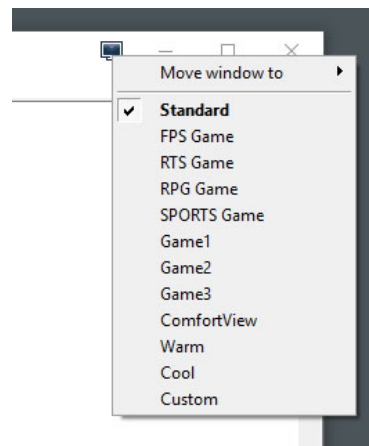 Move window to
Standard
FPS Game
RTS Game
RPG Game
SPORTS Game
Game1
Game2
Game3
ComfortView
Warm
Cool
Custom